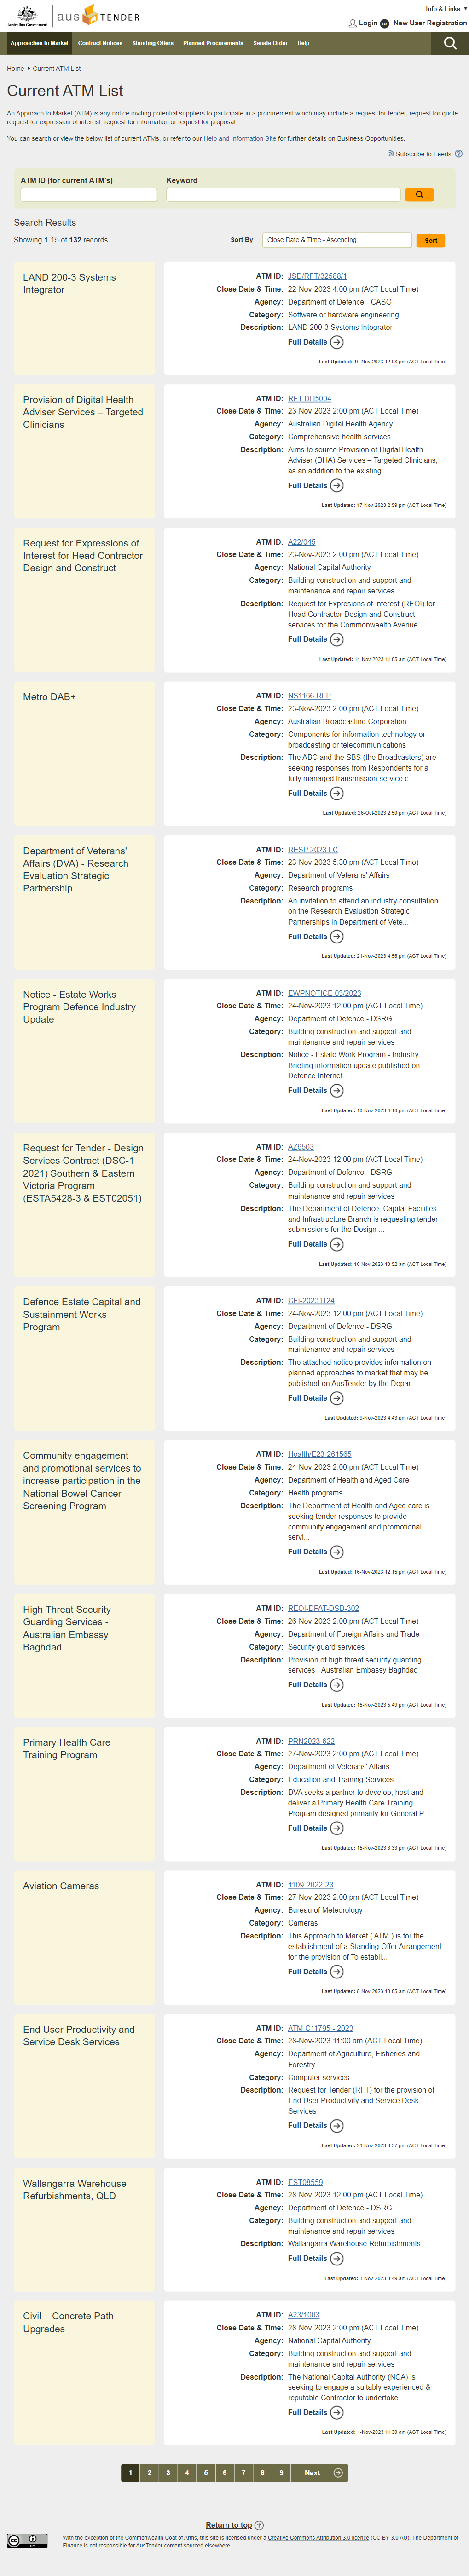 Info & Links
Australian Government
aus TENDER
Login New User Registration
Approaches to Market Contract Notices Standing Offers Planned Procurements Senate Order Help
Home Current ATM List
Current ATM List
An Approach to Market (ATM) is any notice inviting potential suppliers to participate in a procurement which may include a request for tender, request for quote,
request for expression of interest, request for information or request for proposal.
You can search or view the below list of current ATMs, or refer to our Help and Information Site for further details on Business Opportunities.
Subscribe to Feeds
ATM ID (for current ATM's) Keyword
Search Results
Showing 1-15 of 132 records Sort By Close Date & Time - Ascending Sort
LAND 200-3 Systems
Integrator
ATM ID: JSD/RFT/32588/1
Close Date & Time: 22-Nov-2023 4:00 pm (ACT Local Time)
Agency: Department of Defence - CASG
Category: Software or hardware engineering
Description: LAND 200-3 Systems Integrator
Full Details
Last Updated: 10-Nov-2023 12:08 pm (ACT Local Time)
Provision of Digital Health
Adviser Services – Targeted
Clinicians
ATM ID: RFT DH5004
Close Date & Time: 23-Nov-2023 2:00 pm (ACT Local Time)
Agency: Australian Digital Health Agency
Category: Comprehensive health services
Description: Aims to source Provision of Digital Health
Adviser (DHA) Services – Targeted Clinicians,
as an addition to the existing ...
Full Details
Last Updated: 17-Nov-2023 2:59 pm (ACT Local Time)
Request for Expressions of
Interest for Head Contractor
Design and Construct
ATM ID: A22/045
Close Date & Time: 23-Nov-2023 2:00 pm (ACT Local Time)
Agency: National Capital Authority
Category: Building construction and support and
maintenance and repair services
Description: Request for Expresions of Interest (REOI) for
Head Contractor Design and Construct
services for the Commonwealth Avenue ...
Full Details
Last Updated: 14-Nov-2023 11:05 am (ACT Local Time)
Metro DAB+
ATM ID: NS1166 RFP
Close Date & Time: 23-Nov-2023 2:00 pm (ACT Local Time)
Agency: Australian Broadcasting Corporation
Category: Components for information technology or
broadcasting or telecommunications
Description: The ABC and the SBS (the Broadcasters) are
seeking responses from Respondents for a
fully managed transmission service c...
Full Details
Last Updated: 26-Oct-2023 2:50 pm (ACT Local Time)
Department of Veterans'
Affairs (DVA) - Research
Evaluation Strategic
Partnership
ATM ID: RESP 2023 I C
Close Date & Time: 23-Nov-2023 5:30 pm (ACT Local Time)
Agency: Department of Veterans' Affairs
Category: Research programs
Description: An invitation to attend an industry consultation
on the Research Evaluation Strategic
Partnerships in Department of Vete...
Full Details
Last Updated: 21-Nov-2023 4:56 pm (ACT Local Time)
Notice - Estate Works
Program Defence Industry
Update
ATM ID: EWPNOTICE 03/2023
Close Date & Time: 24-Nov-2023 12:00 pm (ACT Local Time)
Agency: Department of Defence - DSRG
Category: Building construction and support and
maintenance and repair services
Description: Notice - Estate Work Program - Industry
Briefing information update published on
Defence Internet
Full Details
Last Updated: 10-Nov-2023 4:10 pm (ACT Local Time)
Request for Tender - Design
Services Contract (DSC-1
2021) Southern & Eastern
Victoria Program
(ESTA5428-3 & EST02051)
ATM ID: AZ6503
Close Date & Time: 24-Nov-2023 12:00 pm (ACT Local Time)
Agency: Department of Defence - DSRG
Category: Building construction and support and
maintenance and repair services
Description: The Department of Defence, Capital Facilities
and Infrastructure Branch is requesting tender
submissions for the Design ...
Full Details
Last Updated: 16-Nov-2023 10:52 am (ACT Local Time)
Defence Estate Capital and
Sustainment Works
Program
ATM ID: CFI-20231124
Close Date & Time: 24-Nov-2023 12:00 pm (ACT Local Time)
Agency: Department of Defence - DSRG
Category: Building construction and support and
maintenance and repair services
Description: The attached notice provides information on
planned approaches to market that may be
published on AusTender by the Depar...
Full Details
Last Updated: 9-Nov-2023 4:43 pm (ACT Local Time)
Community engagement
and promotional services to
increase participation in the
National Bowel Cancer
Screening Program
ATM ID: Health/E23-261565
Close Date & Time: 24-Nov-2023 2:00 pm (ACT Local Time)
Agency: Department of Health and Aged Care
Category: Health programs
Description: The Department of Health and Aged care is
seeking tender responses to provide
community engagement and promotional
servi...
Full Details
Last Updated: 16-Nov-2023 12:15 pm (ACT Local Time)
High Threat Security
Guarding Services -
Australian Embassy
Baghdad
ATM ID: REOI-DFAT-DSD-302
Close Date & Time: 26-Nov-2023 2:00 pm (ACT Local Time)
Agency: Department of Foreign Affairs and Trade
Category: Security guard services
Description: Provision of high threat security guarding
services - Australian Embassy Baghdad
Full Details
Last Updated: 15-Nov-2023 5:49 pm (ACT Local Time)
Primary Health Care
Training Program
ATM ID: PRN2023-622
Close Date & Time: 27-Nov-2023 2:00 pm (ACT Local Time)
Agency: Department of Veterans' Affairs
Category: Education and Training Services
Description: DVA seeks a partner to develop, host and
deliver a Primary Health Care Training
Program designed primarily for General P...
Full Details
Last Updated: 15-Nov-2023 3:33 pm (ACT Local Time)
Aviation Cameras
ATM ID: 1109-2022-23
Close Date & Time: 27-Nov-2023 2:00 pm (ACT Local Time)
Agency: Bureau of Meteorology
Category: Cameras
Description: This Approach to Market ( ATM ) is for the
establishment of a Standing Offer Arrangement
for the provision of To establi...
Full Details
Last Updated: 8-Nov-2023 10:05 am (ACT Local Time)
End User Productivity and
Service Desk Services
ATM ID: ATM C11795 - 2023
Close Date & Time: 28-Nov-2023 11:00 am (ACT Local Time)
Agency: Department of Agriculture, Fisheries and
Forestry
Category: Computer services
Description: Request for Tender (RFT) for the provision of
End User Productivity and Service Desk
Services
Full Details
Last Updated: 21-Nov-2023 3:37 pm (ACT Local Time)
Wallangarra Warehouse
Refurbishments, QLD
ATM ID: EST08559
Close Date & Time: 28-Nov-2023 12:00 pm (ACT Local Time)
Agency: Department of Defence - DSRG
Category: Building construction and support and
maintenance and repair services
Description: Wallangarra Warehouse Refurbishments
Full Details
Last Updated: 3-Nov-2023 8:49 am (ACT Local Time)
Civil – Concrete Path
Upgrades
ATM ID: A23/1003
Close Date & Time: 28-Nov-2023 2:00 pm (ACT Local Time)
Agency: National Capital Authority
Category: Building construction and support and
maintenance and repair services
Description: The National Capital Authority (NCA) is
seeking to engage a suitably experienced &
reputable Contractor to undertake...
Full Details
Last Updated: 1-Nov-2023 11:30 am (ACT Local Time)
1 2 3 4 5 6 7 8 9 Next
Return to top
With the exception of the Commonwealth Coat of Arms, this site is licensed under a Creative Commons Attribution 3.0 licence (CC BY 3.0 AU). The Department of
Finance is not responsible for AusTender content sourced elsewhere.